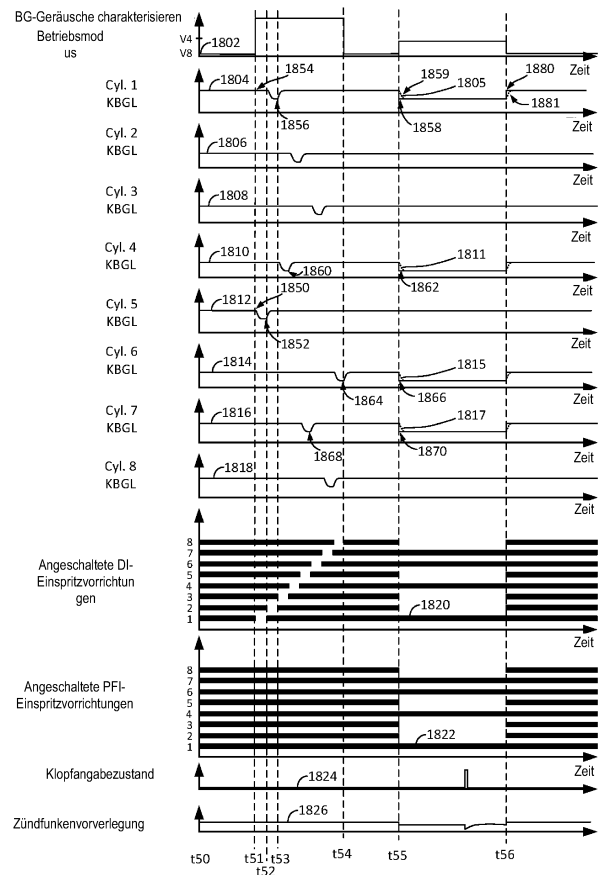 BG-Geräusche charakterisieren
Betriebsmod
us
V4
V8
1802
Zeit
Cyl. 1
KBGL
1804
1854
1856
1859
1805
1858
1880
1881
Zeit
Cyl. 2
KBGL
1806
Zeit
Cyl. 3
KBGL
1808
Zeit
Cyl. 4
KBGL
1810
1860
1811
1862
Zeit
Cyl. 5
KBGL
1812
1850
1852
Zeit
Cyl. 6
KBGL
1814
1864
1815
1866
Zeit
Cyl. 7
KBGL
1816
1868
1817
1870
Zeit
Cyl. 8
KBGL
1818
Zeit
Angeschaltete DI-
Einspritzvorrichtun
gen
8
7
6
5
4
3
2
1
1820
Zeit
Angeschaltete PFI-
Einspritzvorrichtungen
8
7
6
5
4
3
2
1
1822
Zeit
Klopfangabezustand
1824
Zündfunkenvorverlegung
1826
t50
t51
t52
t53
t54
t55
t56